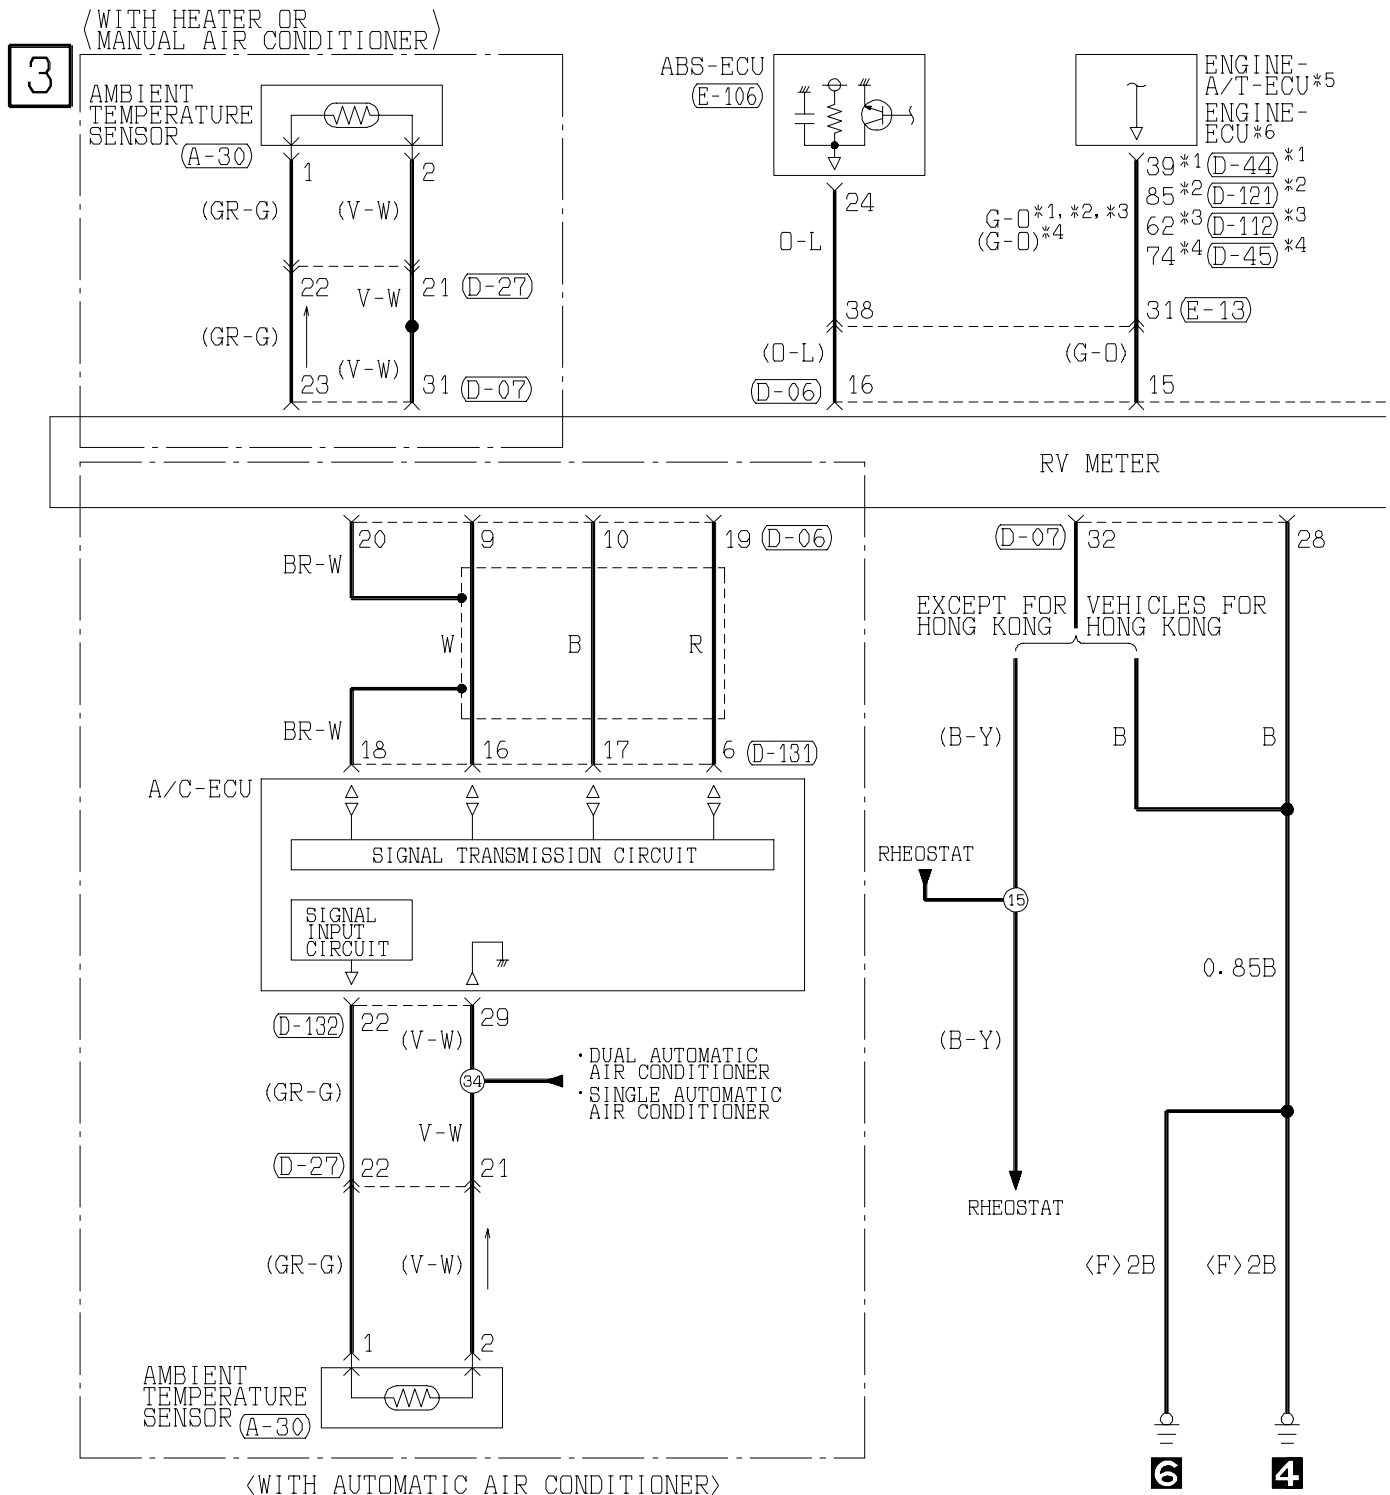 〈WITH HEATER OR
MANUAL AIR CONDITIONER〉
3
AMBIENT
TEMPERATURE
SENSOR
(A-30)
1
2
(GR-G)
(V-W)
22
V-W
21
(D-27)
(GR-G)
(V-W)
23
31
(D-07)
ABS-ECU
(E-106)
24
O-L
38
(O-L)
(D-06)
16
ENGINE-
A/T-ECU*5
ENGINE-
ECU*6
39*1 (D-44)*1
85*2 (D-121)*2
62*3 (D-112)*3
74*4 (D-45)*4
G-O*1,*2,*3
(G-O)*4
31 (E-13)
(G-O)
15
RV METER
20
9
10
19 (D-06)
BR-W
W
B
R
BR-W
18
16
17
6 (D-131)
A/C-ECU
SIGNAL TRANSMISSION CIRCUIT
SIGNAL
INPUT
CIRCUIT
(D-132)
22
29
(V-W)
34
(GR-G)
V-W
·DUAL AUTOMATIC
AIR CONDITIONER
·SINGLE AUTOMATIC
AIR CONDITIONER
(D-27)
22
21
(GR-G)
(V-W)
1
2
AMBIENT
TEMPERATURE
SENSOR
(A-30)
〈WITH AUTOMATIC AIR CONDITIONER〉
(D-07)
32
28
EXCEPT FOR
HONG KONG
VEHICLES FOR
HONG KONG
(B-Y)
B
B
RHEOSTAT
15
0.85B
(B-Y)
RHEOSTAT
〈F〉2B
〈F〉2B
6
4